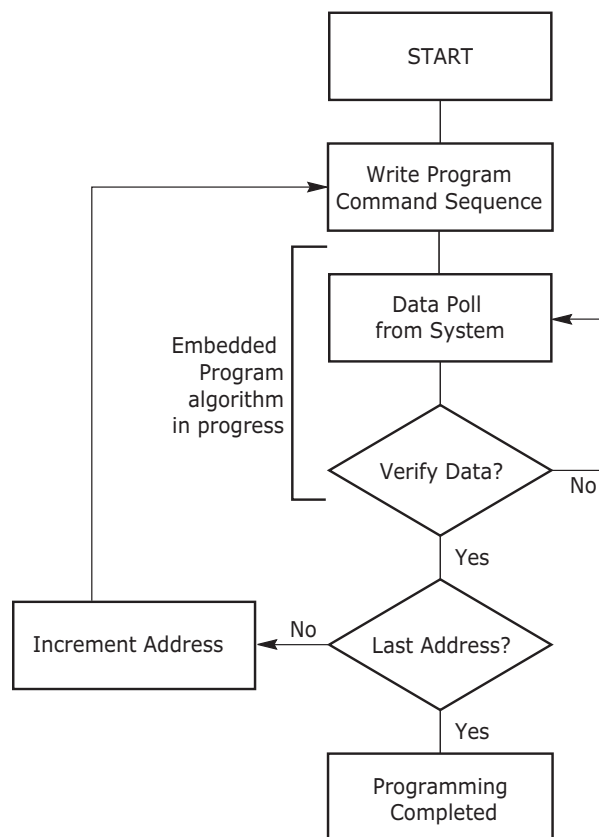 START
Write Program
Command Sequence
Data Poll
from System
Embedded
Program
algorithm
in progress
Verify Data?
No
Yes
Increment Address
No
Last Address?
Yes
Programming
Completed